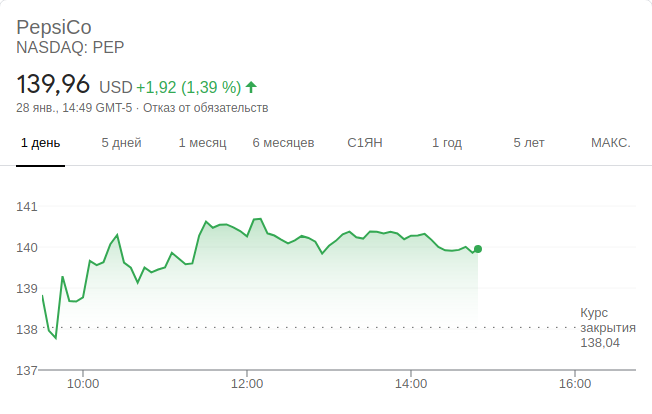 PepsiCo
NASDAQ: PEP
139,96 USD +1,92 (1,39 %)
28 янв., 14:49 GMT-5 · Отказ от обязательств
1 день 5 дней 1 месяц 6 месяцев С1ЯН 1 год 5 лет МАКС.
141
140
139
138
137
Курс
закрытия
138,04
10:00 12:00 14:00 16:00